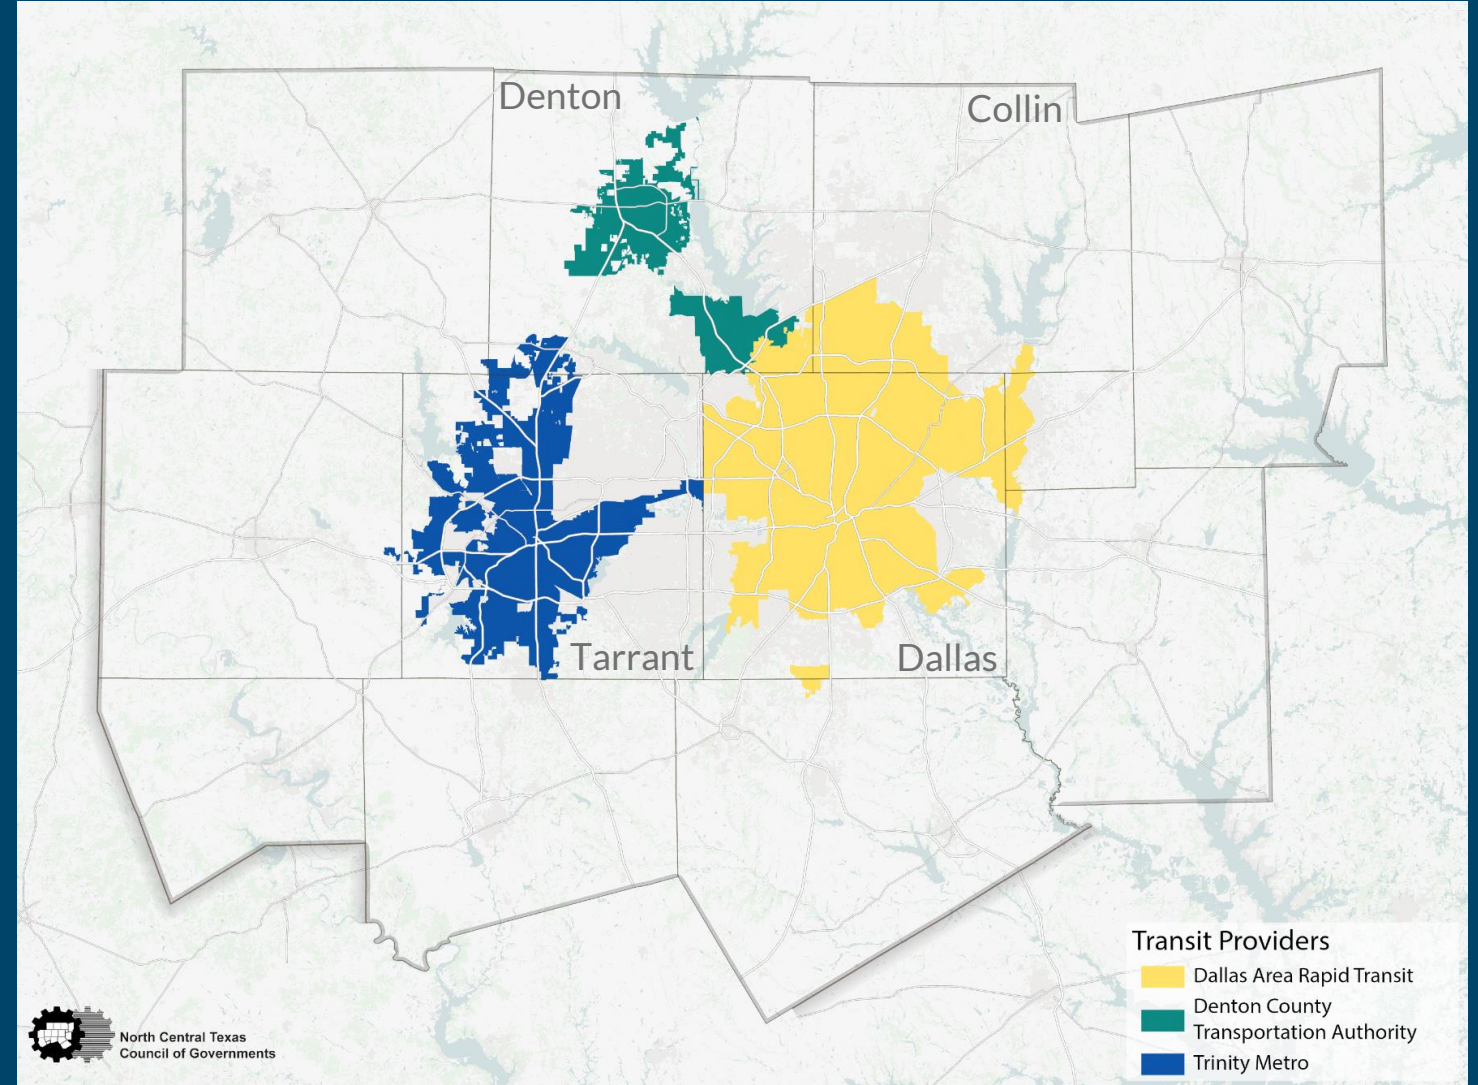 Denton
Collin
Tarrant
Dallas
Transit Providers
Dallas Area Rapid Transit
Denton County
Transportation Authority
Trinity Metro
North Central Texas
Council of Governments